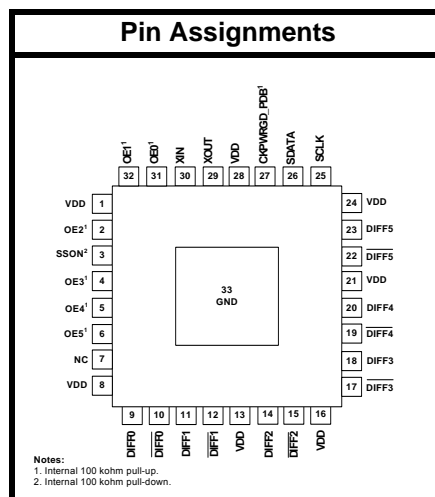 Pin Assignments
OE1¹
OE0¹
XIN
XOUT
VDD
CKPWRGD_PDB¹
SDATA
SCLK
32 31 30 29 28 27 26 25
VDD 1
OE2¹ 2
SSON² 3
OE3¹ 4
OE4¹ 5
OE5¹ 6
NC 7
VDD 8
33
GND
24 VDD
23 DIFF5
22 DIFF5
21 VDD
20 DIFF4
19 DIFF4
18 DIFF3
17 DIFF3
9 10 11 12 13 14 15 16
DIFF0
DIFF0
DIFF1
DIFF1
VDD
DIFF2
DIFF2
VDD
Notes:
1. Internal 100 kohm pull-up.
2. Internal 100 kohm pull-down.